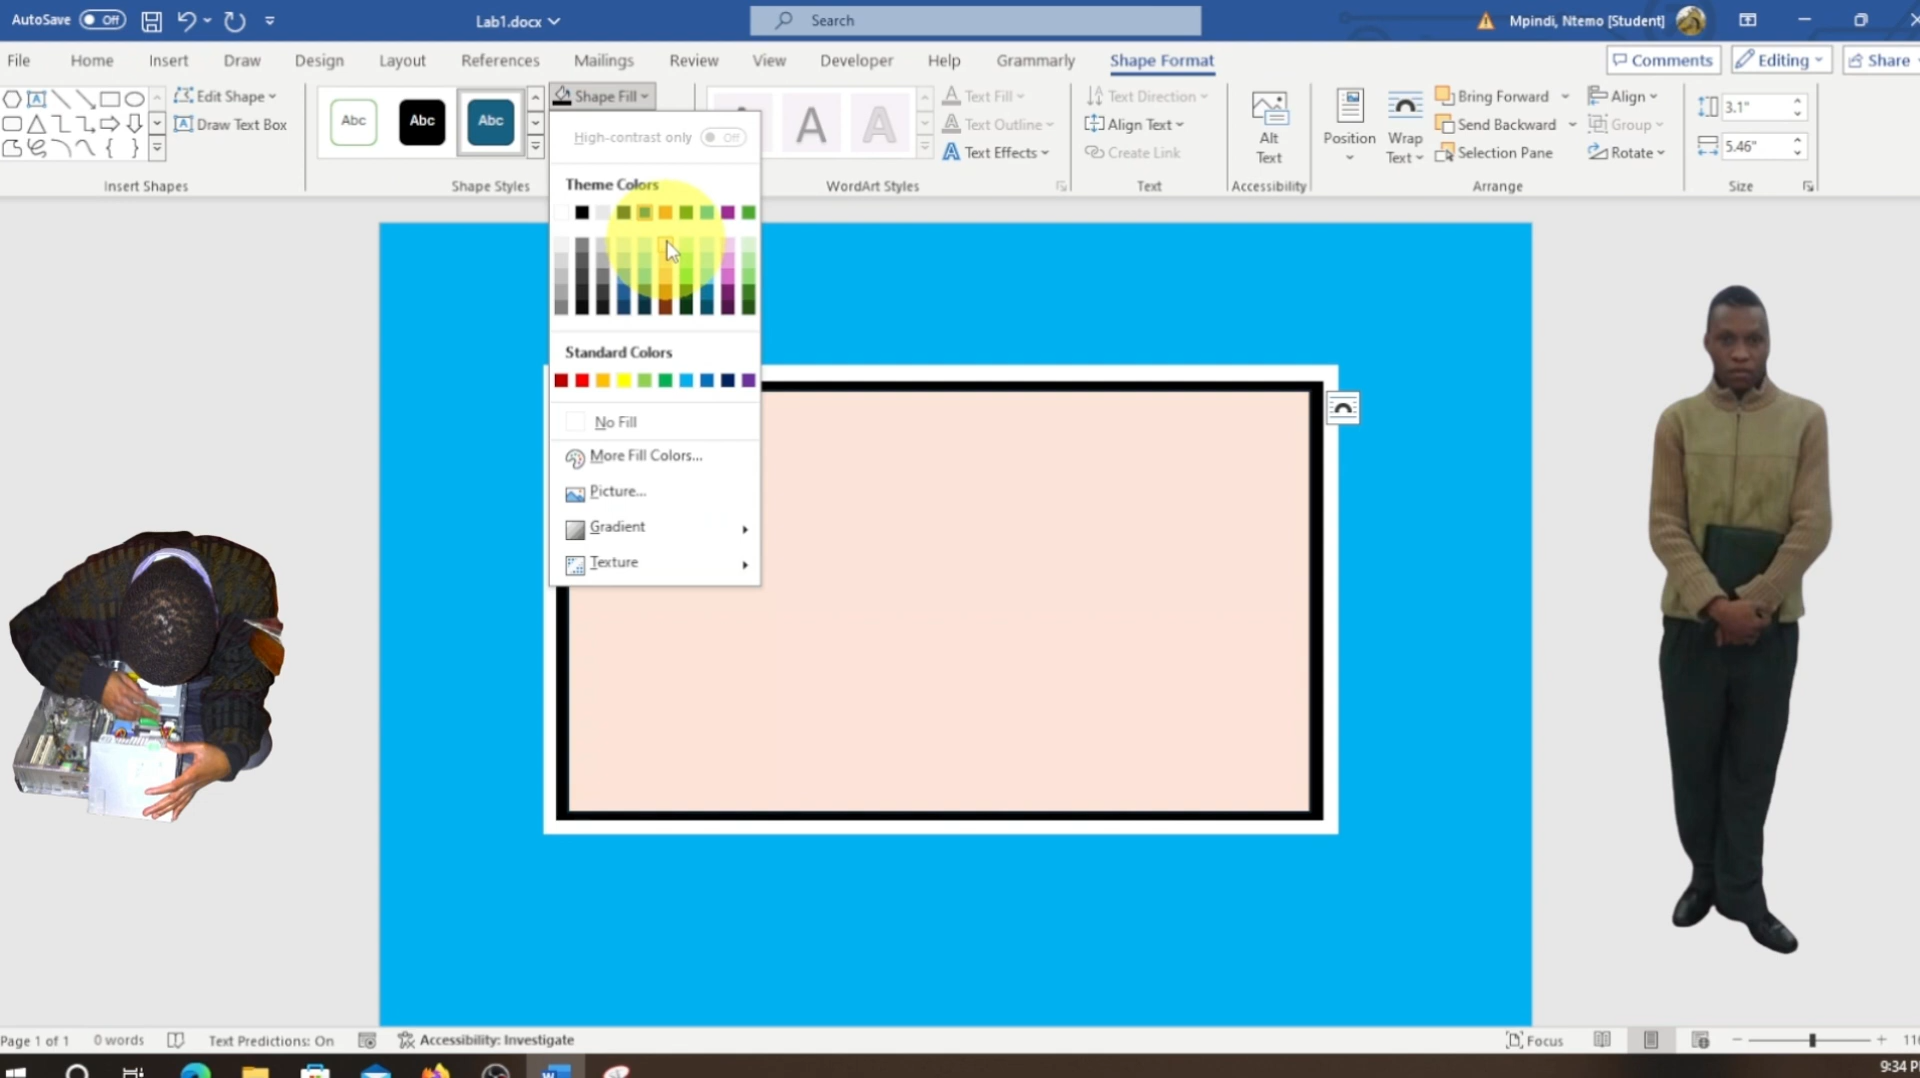 AutoSave Off Lab1.docx Search Mpindi, Ntemo [Student]
File Home Insert Draw Design Layout References Mailings Review View Developer Help Grammarly Shape Format Comments Editing Share
Edit Shape
Draw Text Box
Insert Shapes
Abc Abc Abc
Shape Styles
Shape Fill
High-contrast only Off
Theme Colors
Standard Colors
No Fill
More Fill Colors...
Picture...
Gradient
Texture
A A
WordArt Styles
Text Fill
Text Outline
Text Effects
Text Direction
Align Text
Create Link
Text
Alt
Text
Accessibility
Position
Wrap
Text
Bring Forward
Send Backward
Selection Pane
Align
Group
Rotate
Arrange
3.1"
5.46"
Size
Page 1 of 1 0 words Text Predictions: On Accessibility: Investigate Focus